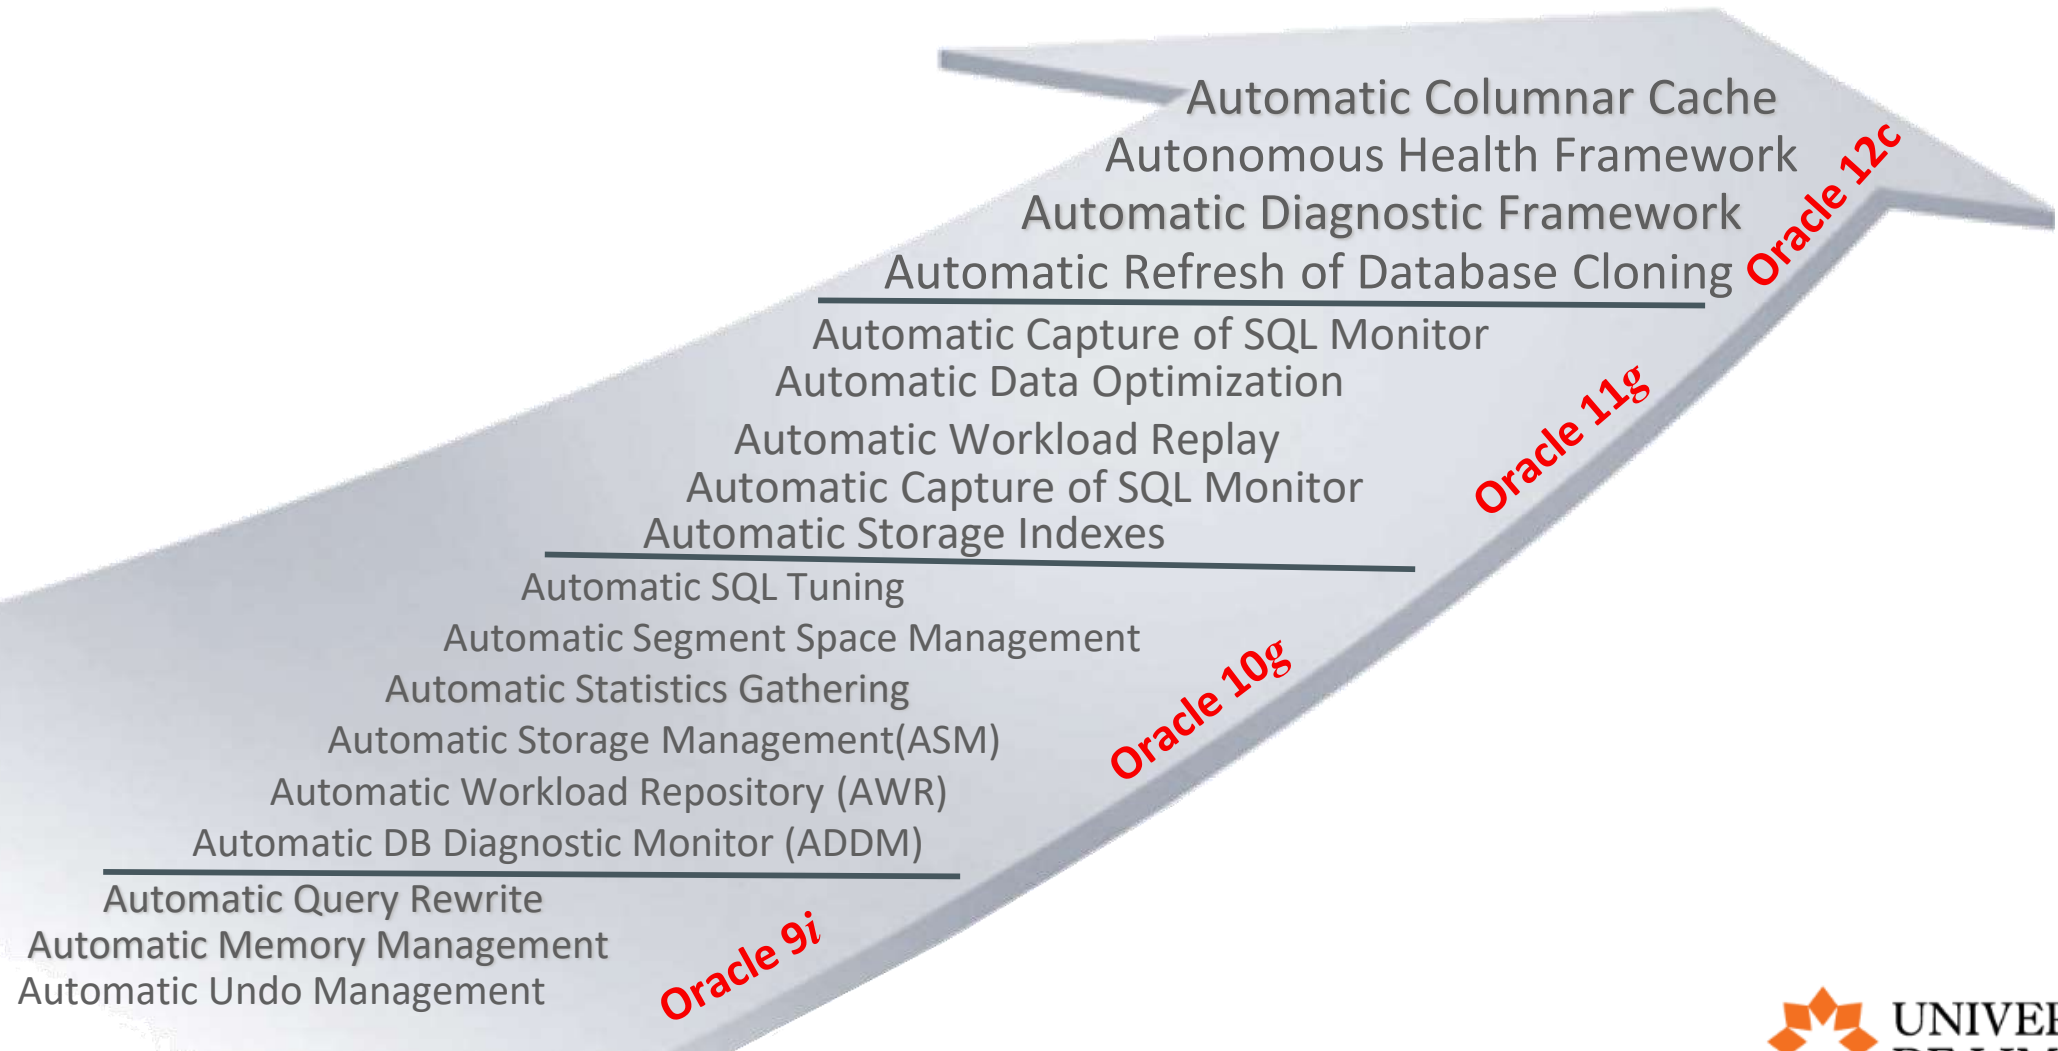 Automatic Columnar Cache
Autonomous Health Framework
Automatic Diagnostic Framework
Automatic Refresh of Database Cloning
Oracle 12c
Automatic Capture of SQL Monitor
Automatic Data Optimization
Automatic Workload Replay
Automatic Capture of SQL Monitor
Automatic Storage Indexes
Oracle 11g
Automatic SQL Tuning
Automatic Segment Space Management
Automatic Statistics Gathering
Automatic Storage Management(ASM)
Automatic Workload Repository (AWR)
Automatic DB Diagnostic Monitor (ADDM)
Oracle 10g
Automatic Query Rewrite
Automatic Memory Management
Automatic Undo Management
Oracle 9i